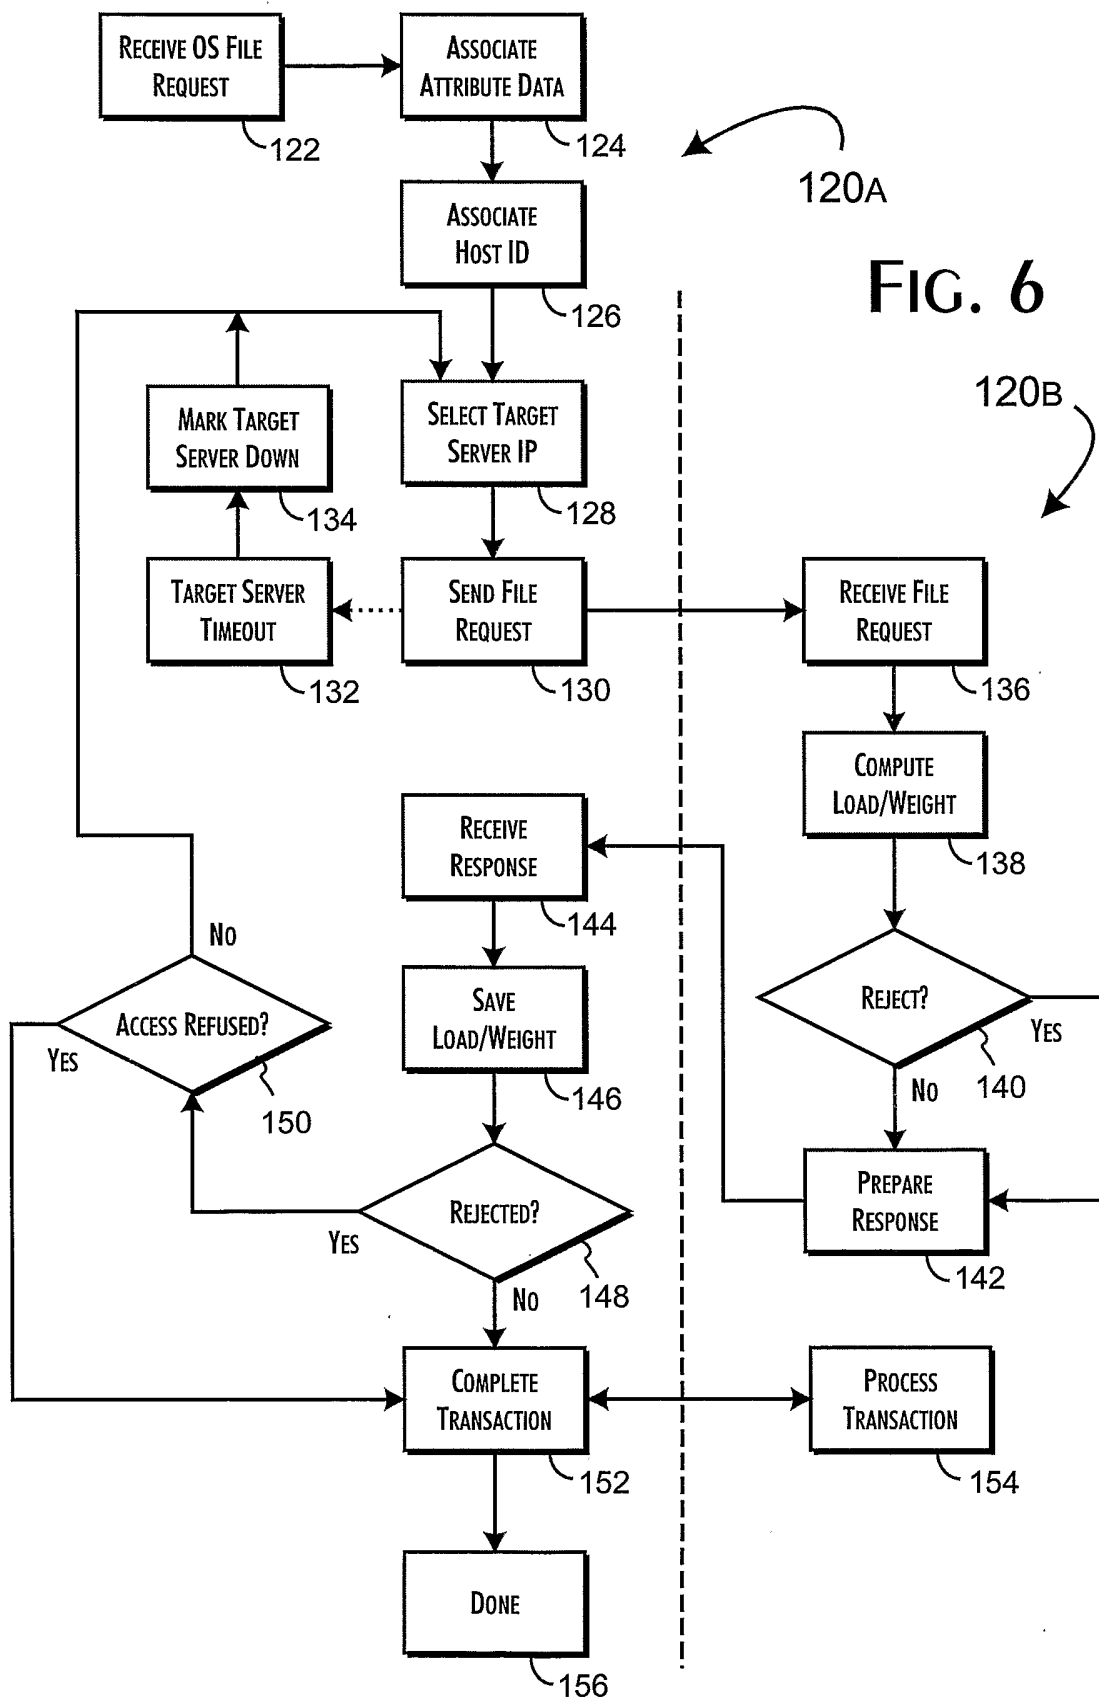 RECEIVE OS FILE
REQUEST
122
ASSOCIATE
ATTRIBUTE DATA
124
120A
ASSOCIATE
HOST ID
126
FIG. 6
120B
MARK TARGET
SERVER DOWN
134
SELECT TARGET
SERVER IP
128
TARGET SERVER
TIMEOUT
132
SEND FILE
REQUEST
130
RECEIVE FILE
REQUEST
136
COMPUTE
LOAD/WEIGHT
138
RECEIVE
RESPONSE
144
NO
ACCESS REFUSED?
YES
150
SAVE
LOAD/WEIGHT
146
REJECT?
YES
140
NO
REJECTED?
YES
148
NO
PREPARE
RESPONSE
142
COMPLETE
TRANSACTION
152
PROCESS
TRANSACTION
154
DONE
156